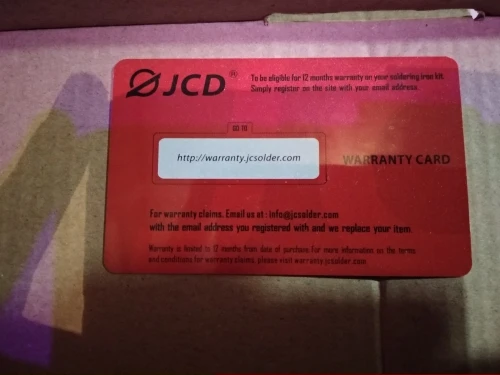 JCD®
To be eligible for 12 months warranty on your soldering iron kit
Simply register on the site with your email address
GO TO
http://warranty.jcsolder.com
WARRANTY CARD
For warranty claims. Email us at: info@jcsolder.com
with the email address you registered with and we replace your item
Warranty is limited to 12 months from date of purchase For more information on the terms
and conditions for warranty claims, please visit warranty.jcsolder.com